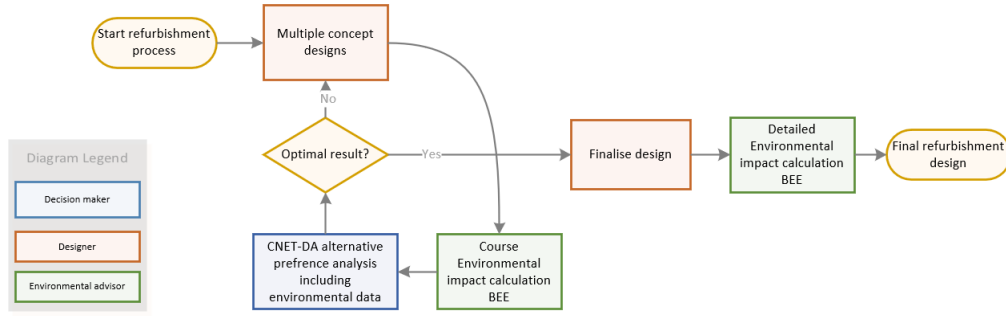 Start refurbishment
process
Multiple concept
designs
No
Optimal result?
Yes
Finalise design
Detailed
Environmental
impact calculation
BEE
Final refurbishment
design
CNET-DA alternative
prefrence analysis
including
environmental data
Course
Environmental
impact calculation
BEE
Diagram Legend
Decision maker
Designer
Environmental advisor